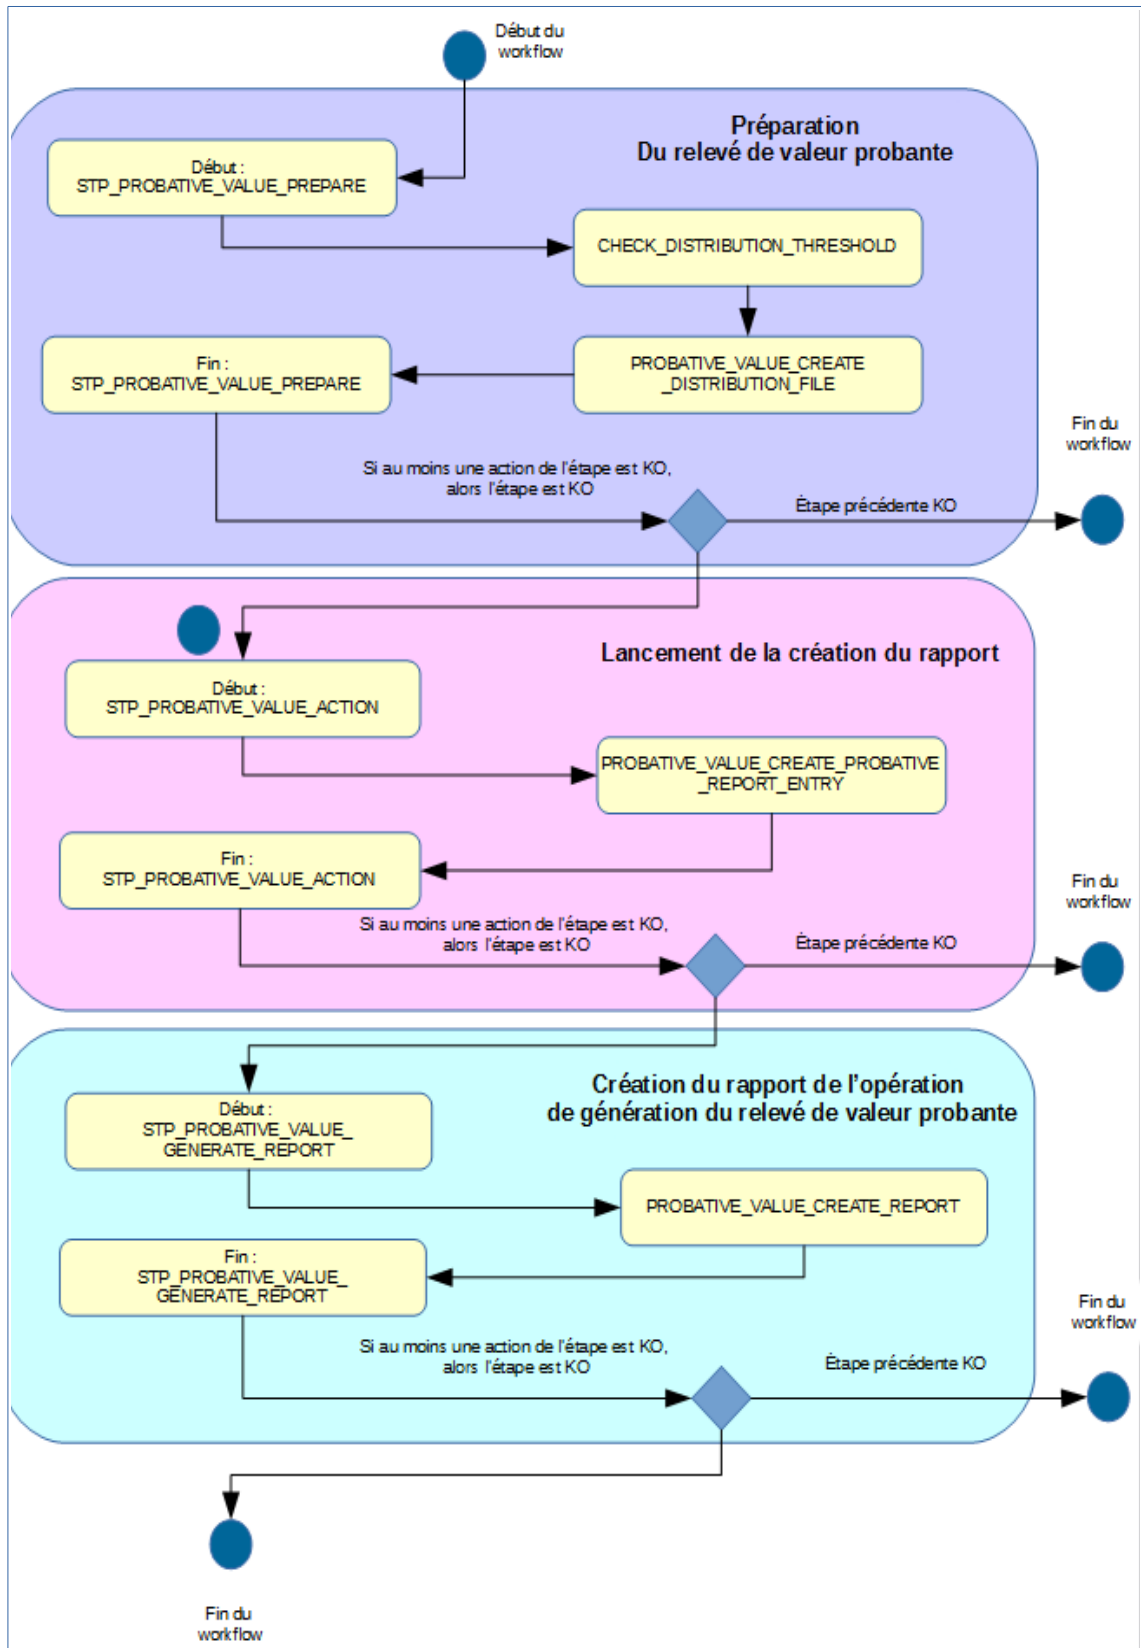 Début du
workflow
Préparation
Du relevé de valeur probante
Début :
STP_PROBATIVE_VALUE_PREPARE
CHECK_DISTRIBUTION_THRESHOLD
Fin :
STP_PROBATIVE_VALUE_PREPARE
PROBATIVE_VALUE_CREATE
_DISTRIBUTION_FILE
Fin du
workflow
Si au moins une action de l'étape est KO,
alors l'étape est KO
Étape précédente KO
Lancement de la création du rapport
Début :
STP_PROBATIVE_VALUE_ACTION
PROBATIVE_VALUE_CREATE_PROBATIVE
_REPORT_ENTRY
Fin :
STP_PROBATIVE_VALUE_ACTION
Fin du
workflow
Si au moins une action de l'étape est KO,
alors l'étape est KO
Étape précédente KO
Création du rapport de l’opération
de génération du relevé de valeur probante
Début :
STP_PROBATIVE_VALUE_
GENERATE_REPORT
PROBATIVE_VALUE_CREATE_REPORT
Fin :
STP_PROBATIVE_VALUE_
GENERATE_REPORT
Fin du
workflow
Si au moins une action de l'étape est KO,
alors l'étape est KO
Étape précédente KO
Fin du
workflow